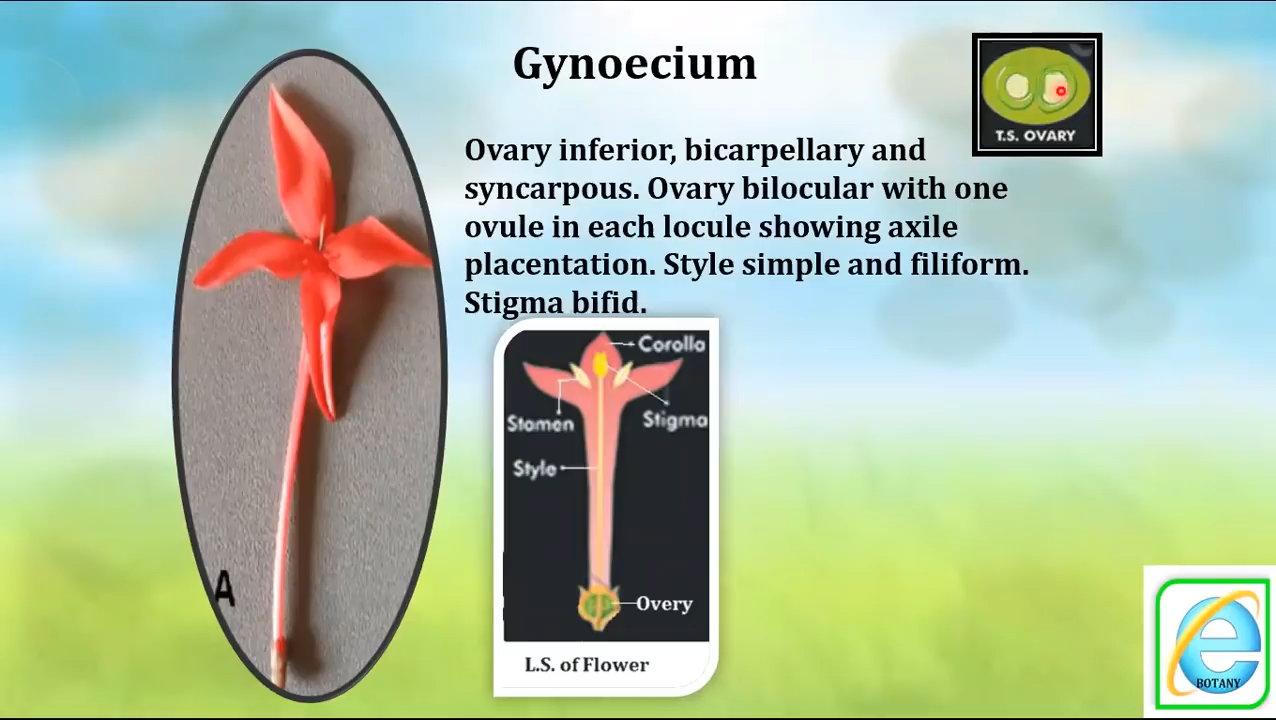 Gynoecium
T.S. OVARY
Ovary inferior, bicarpellary and
syncarpous. Ovary bilocular with one
ovule in each locule showing axile
placentation. Style simple and filiform.
Stigma bifid.
Corolla
Stamen
Stigma
Style
Overy
L.S. of Flower
A
e
BOTANY